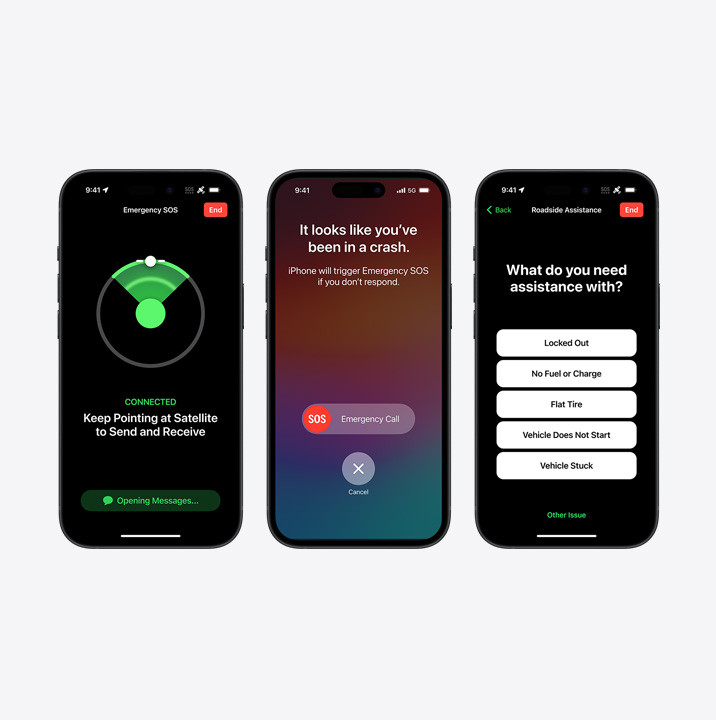 9:41
SOS
Emergency SOS
End
CONNECTED
Keep Pointing at Satellite
to Send and Receive
Opening Messages...
9:41
5G
It looks like you’ve
been in a crash.
iPhone will trigger Emergency SOS
if you don’t respond.
SOS
Emergency Call
Cancel
9:41
SOS
Back
Roadside Assistance
End
What do you need
assistance with?
Locked Out
No Fuel or Charge
Flat Tire
Vehicle Does Not Start
Vehicle Stuck
Other Issue